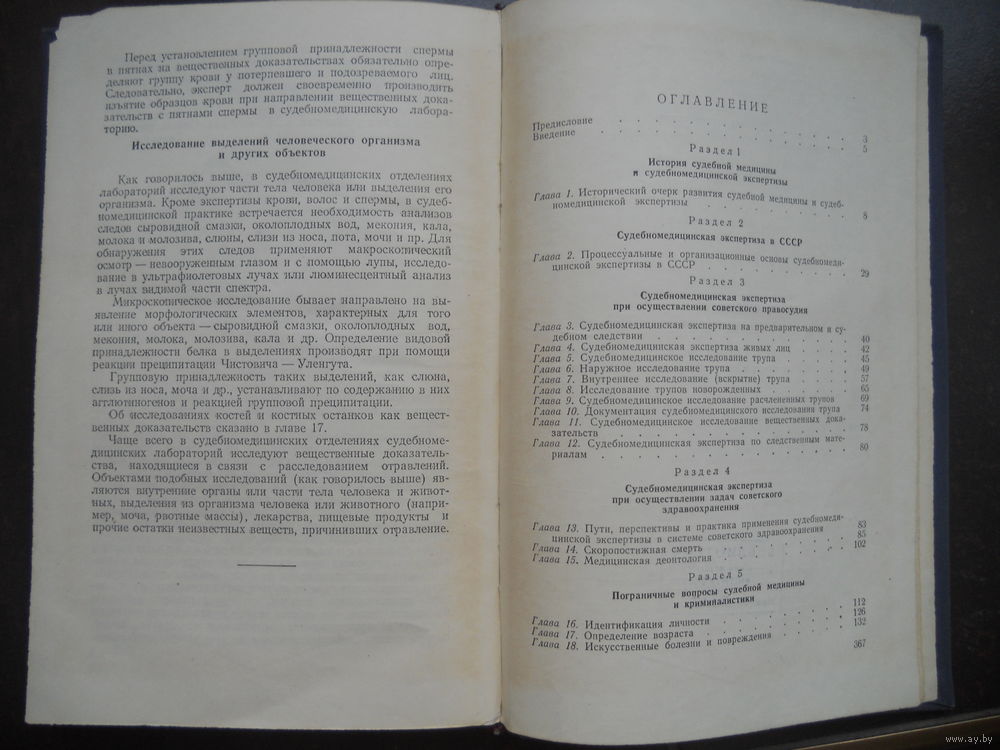 Перед установлением групповой принадлежности спермы
в пятнах на вещественных доказательствах обязательно опре-
деляют группу крови у потерпевшего и подозреваемого лиц.
Следовательно, эксперт должен своевременно производить
изъятие образцов крови при направлении вещественных дока-
зательств с пятнами спермы в судебномедицинскую лабора-
торию.
Исследование выделений человеческого организма
и других объектов
Как говорилось выше, в судебномедицинских отделениях
лабораторий исследуют части тела человека или выделения его
организма. Кроме экспертизы крови, волос и спермы, в судеб-
номедицинской практике встречается необходимость анализов
следов сыровидной смазки, околоплодных вод, мекония, кала,
молока и молозива, слюны, слизи из носа, пота, мочи и пр. Для
обнаружения этих следов применяют макроскопический
осмотр — невооруженным глазом и с помощью лупы, исследо-
вание в ультрафиолетовых лучах или люминесцентный анализ
в лучах видимой части спектра.
Микроскопическое исследование бывает направлено на вы-
явление морфологических элементов, характерных для того
или иного объекта — сыровидной смазки, околоплодных вод,
мекония, молока, молозива, кала и др. Определение видовой
принадлежности белка в выделениях производят при помощи
реакции преципитации Чистовича — Уленгута.
Групповую принадлежность таких выделений, как слюна,
слизь из носа, моча и др., устанавливают по содержанию в них
агглютиногенов и реакцией групповой преципитации.
Об исследованиях костей и костных останков как вещест-
венных доказательств сказано в главе 17.
Чаще всего в судебномедицинских отделениях судебноме-
дицинских лабораторий исследуют вещественные доказатель-
ства, находящиеся в связи с расследованием отравлений.
Объектами подобных исследований (как говорилось выше) яв-
ляются внутренние органы или части тела человека и живот-
ных, выделения из организма человека или животного (напри-
мер, моча, рвотные массы), лекарства, пищевые продукты и
прочие остатки неизвестных веществ, причинивших отравление.
ОГЛАВЛЕНИЕ
Предисловие . . . . . . . . . . 3
Введение . . . . . . . . . . 5
Раздел 1
История судебной медицины
и судебномедицинской экспертизы
Глава 1. Исторический очерк развития судебной медицины и судеб-
номедицинской экспертизы . . . . . . . 8
Раздел 2
Судебномедицинская экспертиза в СССР
Глава 2. Процессуальные и организационные основы судебномеди-
цинской экспертизы в СССР . . . . . . . 29
Раздел 3
Судебномедицинская экспертиза
при осуществлении советского правосудия
Глава 3. Судебномедицинская экспертиза на предварительном и су-
дебном следствии . . . . . . . . 40
Глава 4. Судебномедицинская экспертиза живых лиц . . . 42
Глава 5. Судебномедицинское исследование трупа . . . . 45
Глава 6. Наружное исследование трупа . . . . . 49
Глава 7. Внутреннее исследование (вскрытие) трупа . . . 57
Глава 8. Исследование трупов новорожденных . . . . 65
Глава 9. Судебномедицинское исследование расчлененных трупов 69
Глава 10. Документация судебномедицинского исследования трупа 74
Глава 11. Судебномедицинское исследование вещественных дока-
зательств . . . . . . . . 78
Глава 12. Судебномедицинская экспертиза по следственным мате-
риалам . . . . . . . . 80
Раздел 4
Судебномедицинская экспертиза
при осуществлении задач советского
здравоохранения
Глава 13. Пути, перспективы и практика применения судебномеди-
цинской экспертизы в системе советского здравоохранения 83
Глава 14. Скоропостижная смерть . . . . . . 85
Глава 15. Медицинская деонтология . . . . . . 102
Раздел 5
Пограничные вопросы судебной медицины
и криминалистики
Глава 16. Идентификация личности . . . . . . 112
Глава 17. Определение возраста . . . . . . 126
Глава 18. Искусственные болезни и повреждения . . . . 132
367
www.ay.by